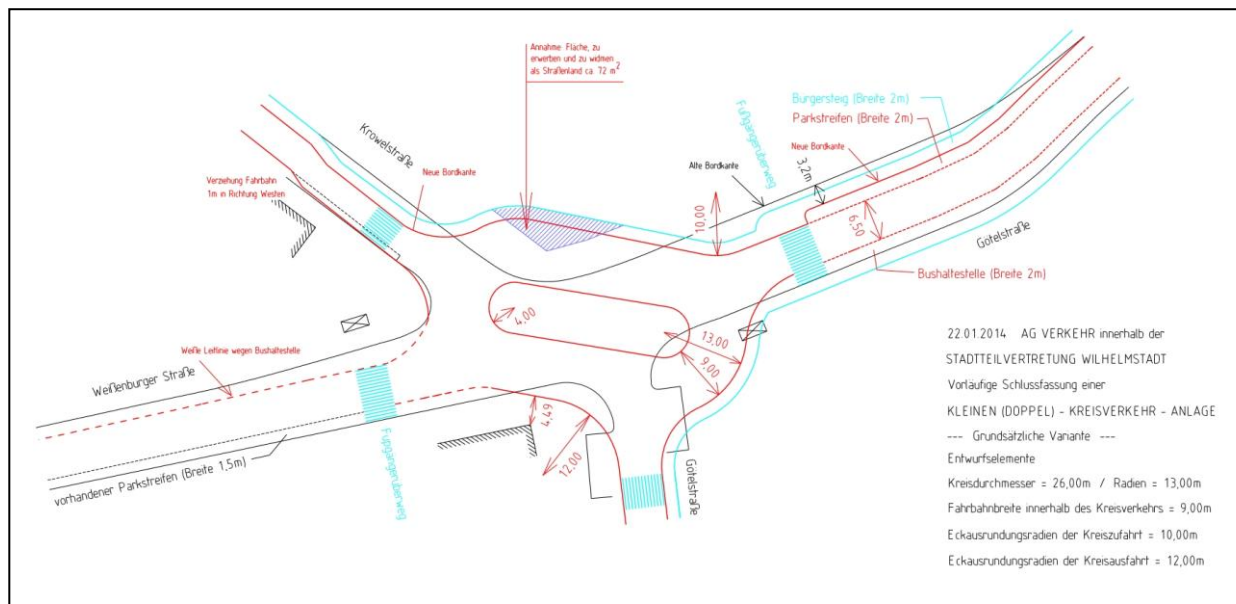 Annahme Fläche, zu
erwerben und zu widmen
als Straßenland ca. 72 m²
Krowelstraße
Verziehung Fahrbahn
1m in Richtung Westen
Neue Bordkante
Fußgängerüberweg
Bürgersteig (Breite 2m)
Parkstreifen (Breite 2m)
Neue Bordkante
Alte Bordkante
3,2m
10,00
6,50
Götelstraße
Bushaltestelle (Breite 2m)
4,00
13,00
9,00
Weiße Leitlinie wegen Bushaltestelle
Weißenburger Straße
4,49
12,00
vorhandener Parkstreifen (Breite 1,5m)
Fußgängerüberweg
Götelstraße
22.01.2014 AG VERKEHR innerhalb der
STADTTEILVERTRETUNG WILHELMSTADT
Vorläufige Schlussfassung einer
KLEINEN (DOPPEL) - KREISVERKEHR - ANLAGE
--- Grundsätzliche Variante ---
Entwurfselemente
Kreisdurchmesser = 26,00m / Radien = 13,00m
Fahrbahnbreite innerhalb des Kreisverkehrs = 9,00m
Eckausrundungsradien der Kreiszufahrt = 10,00m
Eckausrundungsradien der Kreisausfahrt = 12,00m